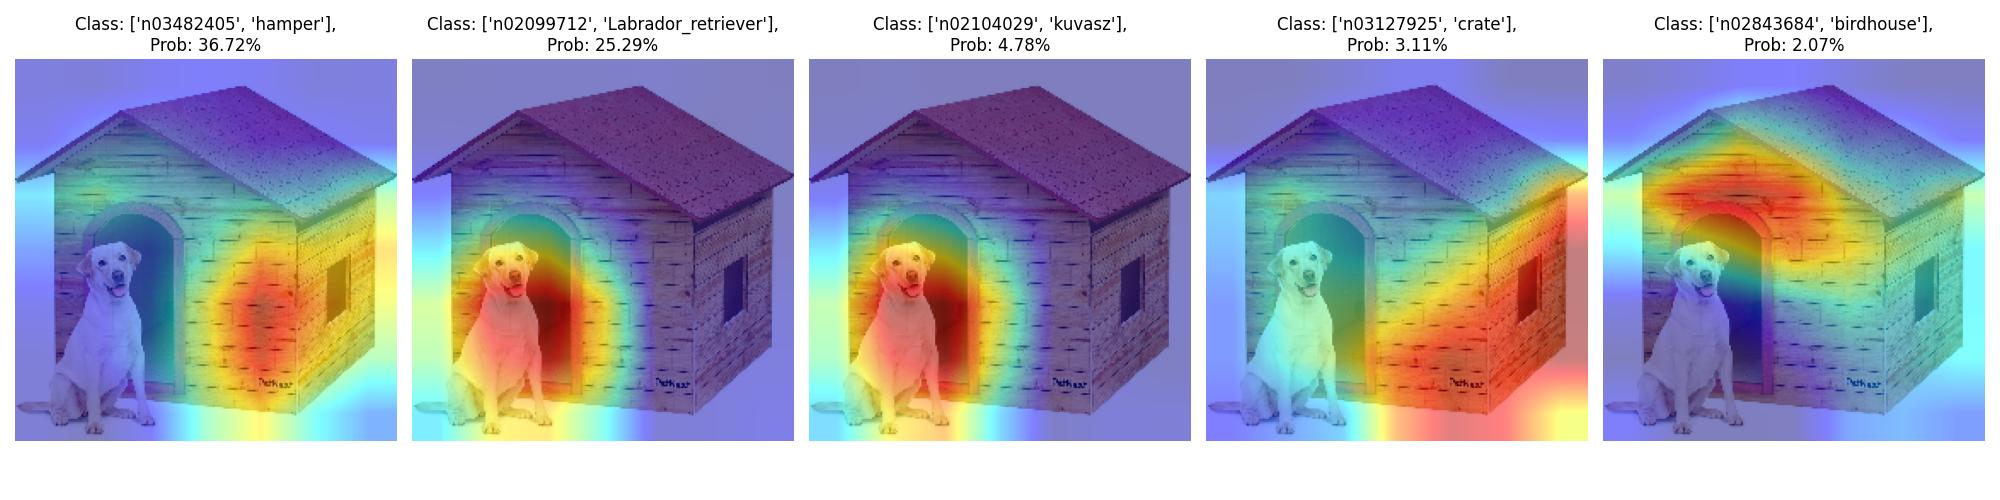 Class: ['n03482405', 'hamper'],
Prob: 36.72%
Class: ['n02099712', 'Labrador_retriever'],
Prob: 25.29%
Class: ['n02104029', 'kuvasz'],
Prob: 4.78%
Class: ['n03127925', 'crate'],
Prob: 3.11%
Class: ['n02843684', 'birdhouse'],
Prob: 2.07%